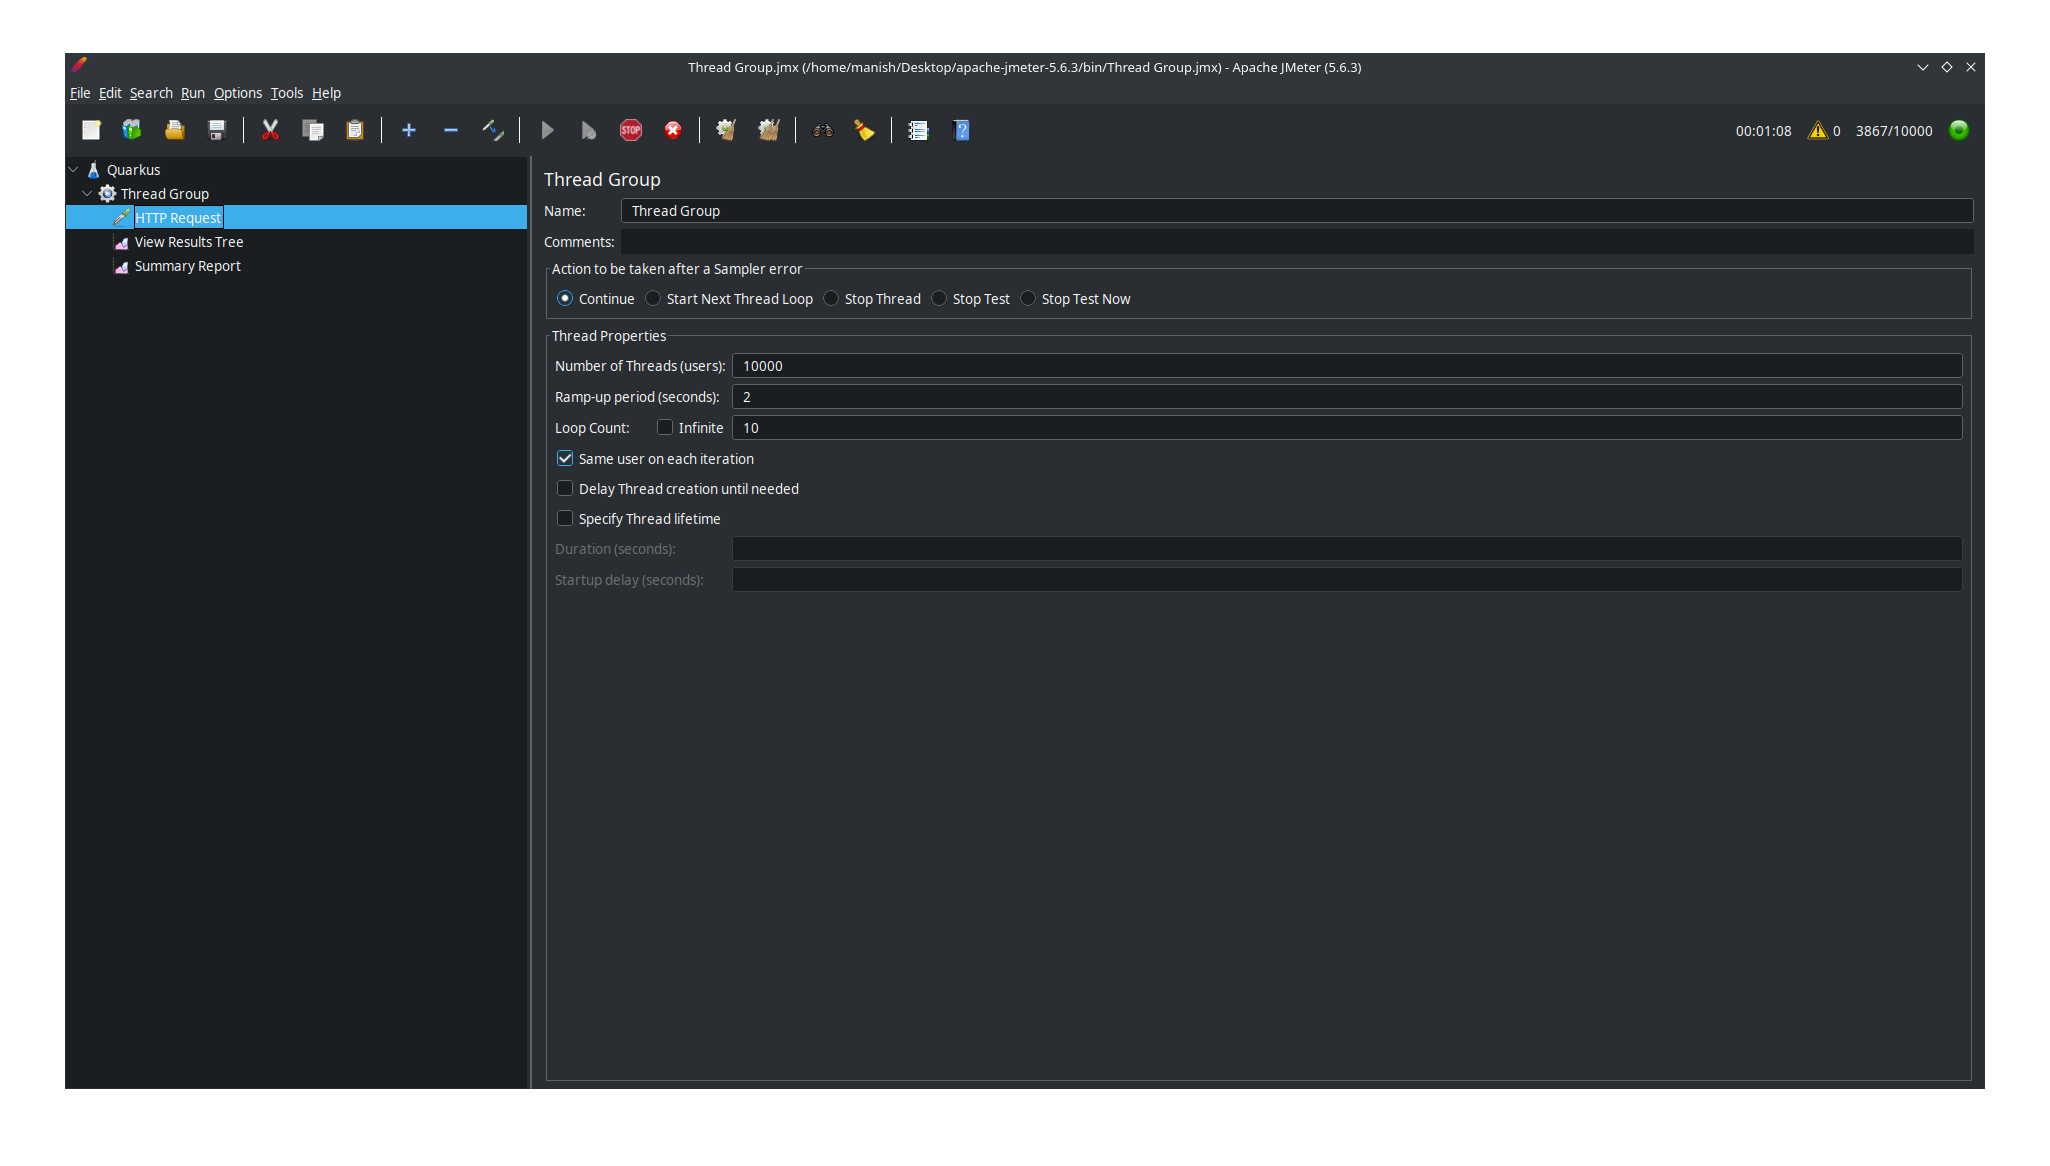 Thread Group.jmx (/home/manish/Desktop/apache-jmeter-5.6.3/bin/Thread Group.jmx) - Apache JMeter (5.6.3)
File Edit Search Run Options Tools Help
STOP
?
00:01:08 0 3867/10000
Quarkus
Thread Group
HTTP Request
View Results Tree
Summary Report
Thread Group
Name: Thread Group
Comments:
Action to be taken after a Sampler error
Continue Start Next Thread Loop Stop Thread Stop Test Stop Test Now
Thread Properties
Number of Threads (users): 10000
Ramp-up period (seconds): 2
Loop Count: Infinite 10
Same user on each iteration
Delay Thread creation until needed
Specify Thread lifetime
Duration (seconds):
Startup delay (seconds):